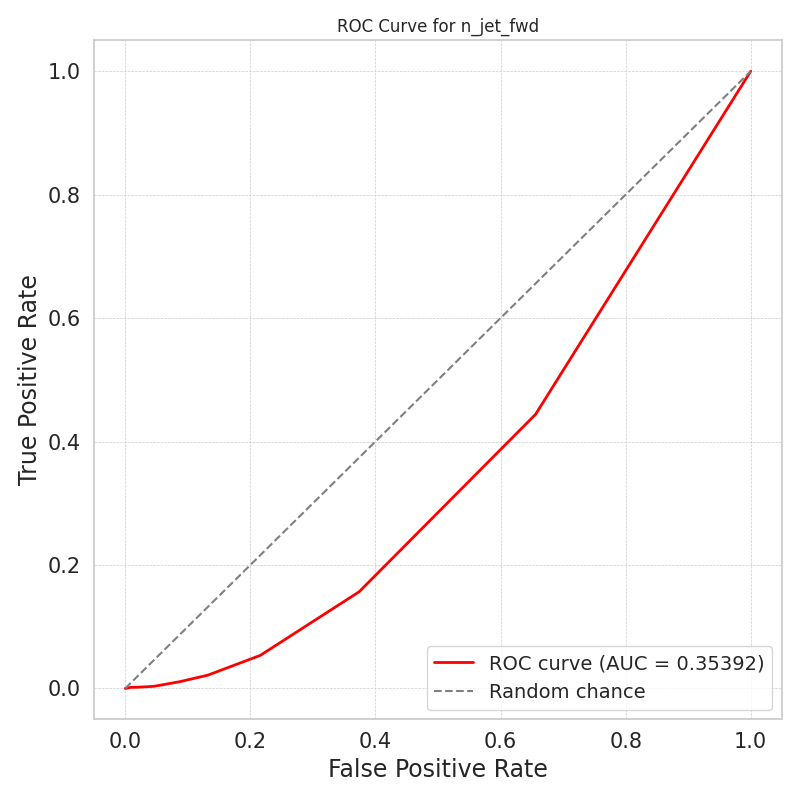 ROC Curve for n_jet_fwd
1.0
0.8
0.6
0.4
0.2
0.0
True Positive Rate
ROC curve (AUC = 0.35392)
Random chance
0.0 0.2 0.4 0.6 0.8 1.0
False Positive Rate